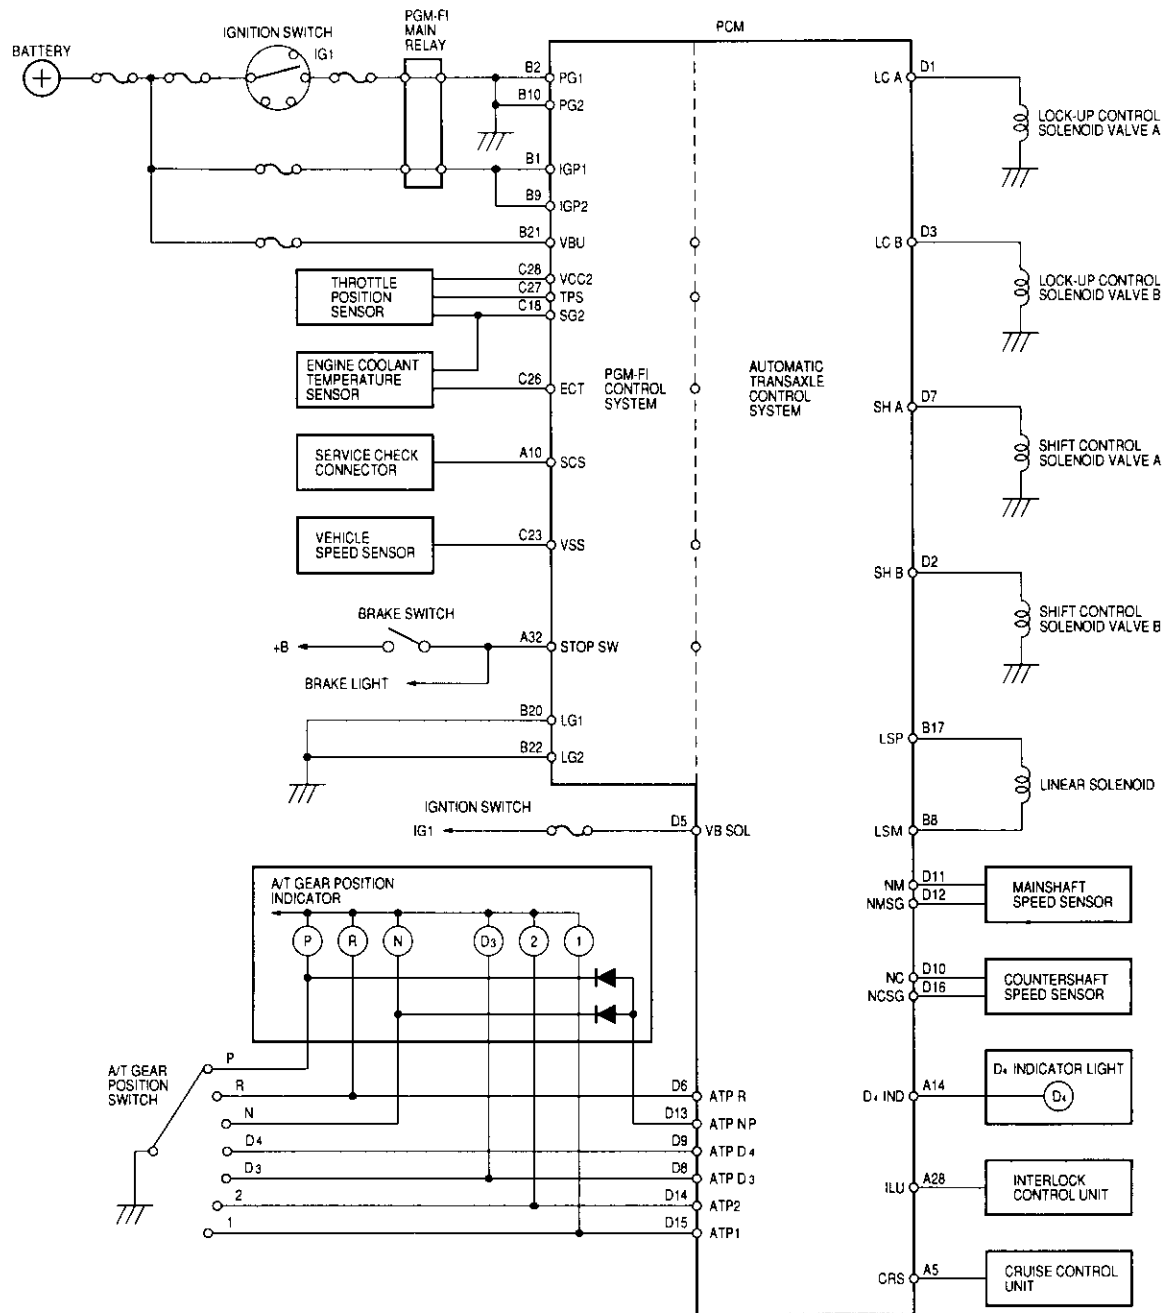 PCM
BATTERY
IGNITION SWITCH
IG1
PGM-FI
MAIN
RELAY
B2
PG1
B10
PG2
B1
IGP1
B9
IGP2
B21
VBU
C28
VCC2
C27
TPS
C18
SG2
THROTTLE
POSITION
SENSOR
ENGINE COOLANT
TEMPERATURE
SENSOR
C26
ECT
SERVICE CHECK
CONNECTOR
A10
SCS
VEHICLE
SPEED SENSOR
C23
VSS
BRAKE SWITCH
+B
A32
STOP SW
BRAKE LIGHT
B20
LG1
B22
LG2
IGNTION SWITCH
IG1
D5
VB SOL
PGM-FI
CONTROL
SYSTEM
AUTOMATIC
TRANSAXLE
CONTROL
SYSTEM
A/T GEAR POSITION
INDICATOR
P
R
N
D3
2
1
A/T GEAR
POSITION
SWITCH
P
R
D6
ATP R
N
D13
ATP NP
D4
D9
ATP D4
D3
D8
ATP D3
2
D14
ATP2
1
D15
ATP1
LC A
D1
LOCK-UP CONTROL
SOLENOID VALVE A
LC B
D3
LOCK-UP CONTROL
SOLENOID VALVE B
SH A
D7
SHIFT CONTROL
SOLENOID VALVE A
SH B
D2
SHIFT CONTROL
SOLENOID VALVE B
LSP
B17
LINEAR SOLENOID
LSM
B8
NM
D11
NMSG
D12
MAINSHAFT
SPEED SENSOR
NC
D10
NCSG
D16
COUNTERSHAFT
SPEED SENSOR
D4 INDICATOR LIGHT
D4 IND
A14
D4
ILU
A28
INTERLOCK
CONTROL UNIT
CRS
A5
CRUISE CONTROL
UNIT